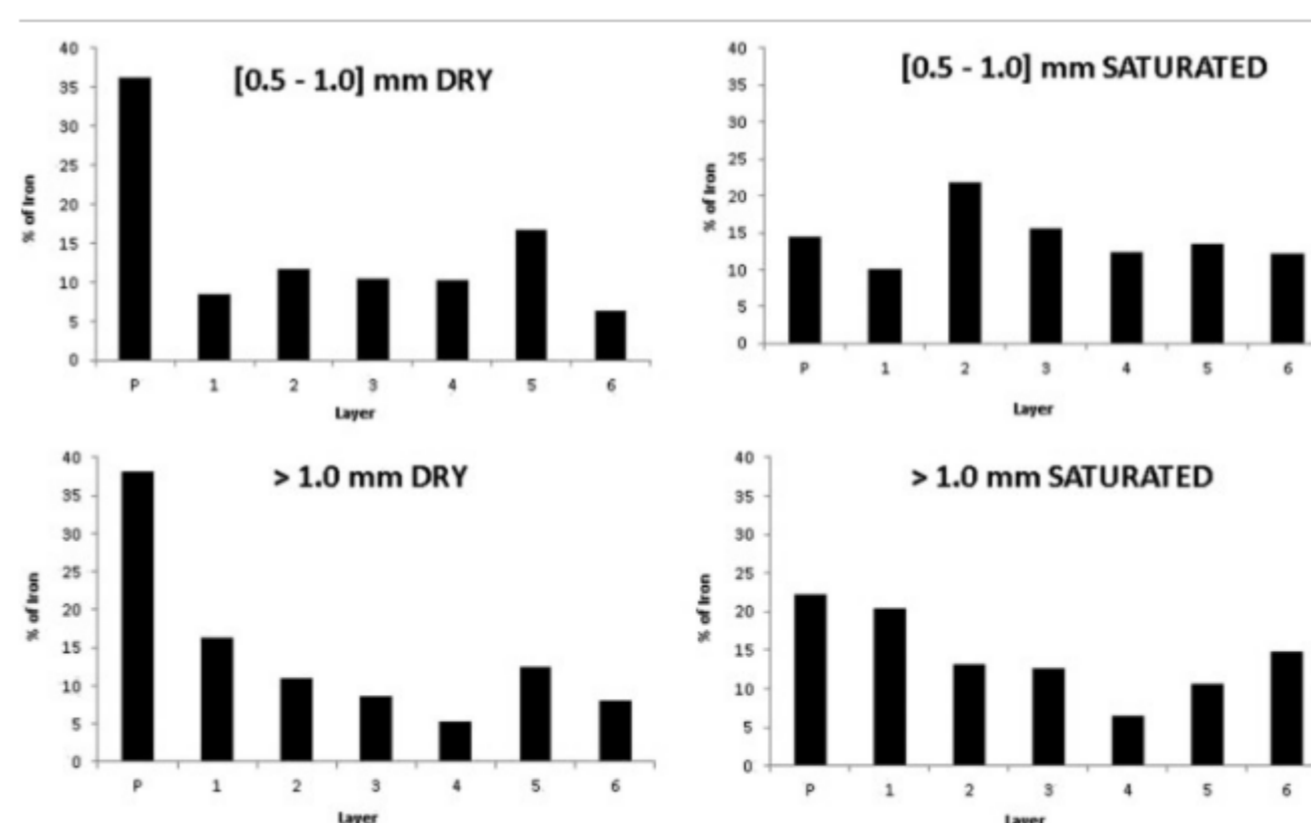 [0.5 - 1.0] mm DRY
% of Iron
40
35
30
25
20
15
10
5
0
P 1 2 3 4 5 6
Layer
[0.5 - 1.0] mm SATURATED
% of Iron
40
35
30
25
20
15
10
5
0
P 1 2 3 4 5 6
Layer
> 1.0 mm DRY
% of Iron
40
35
30
25
20
15
10
5
0
P 1 2 3 4 5 6
Layer
> 1.0 mm SATURATED
% of Iron
40
35
30
25
20
15
10
5
0
P 1 2 3 4 5 6
Layer